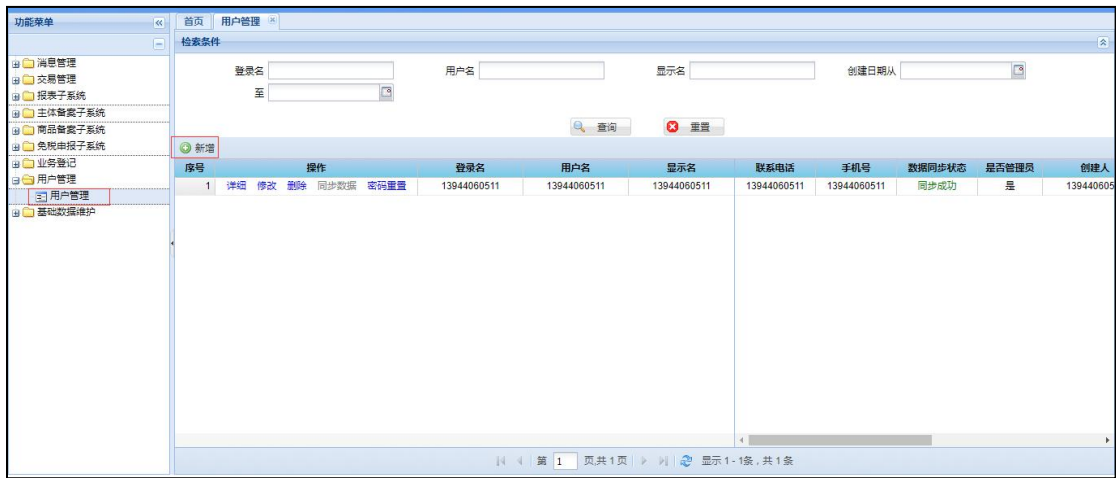 功能菜单
首页 用户管理
检索条件
消息管理
交易管理
报表子系统
主体备案子系统
商品备案子系统
免税申报子系统
业务登记
用户管理
用户管理
基础数据维护
登录名 用户名 显示名 创建日期从
至
查询 重置
新增
序号 操作 登录名 用户名 显示名 联系电话 手机号 数据同步状态 是否管理员 创建人
1 详细 修改 删除 同步数据 密码重置 13944060511 13944060511 13944060511 13944060511 13944060511 同步成功 是 139440605
第 1 页,共 1 页 显示 1 - 1条，共 1 条